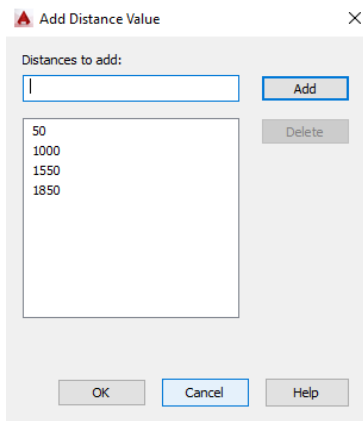 Add Distance Value
Distances to add:
Add
50
1000
1550
1850
Delete
OK
Cancel
Help